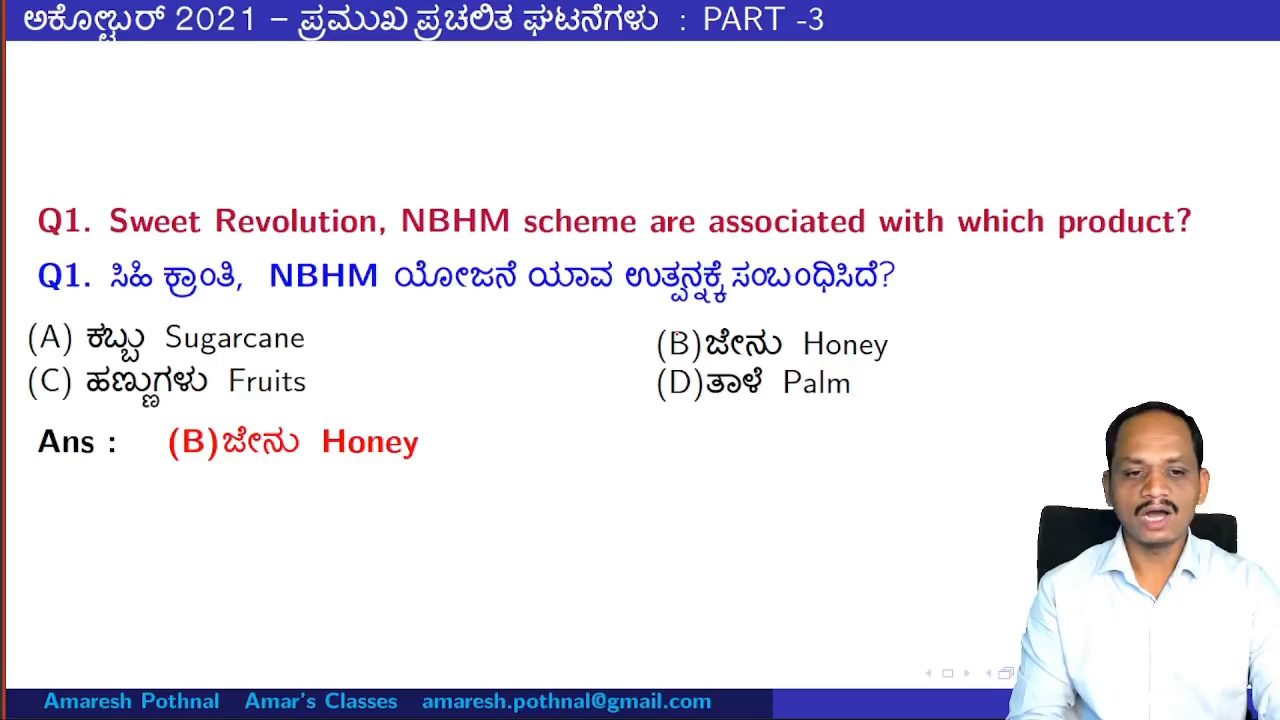 ಅಕ್ಟೋಬರ್ 2021 – ಪ್ರಮುಖ ಪ್ರಚಲಿತ ಘಟನೆಗಳು : PART -3
Q1. Sweet Revolution, NBHM scheme are associated with which product?
Q1. ಸಿಹಿ ಕ್ರಾಂತಿ, NBHM ಯೋಜನೆ ಯಾವ ಉತ್ಪನ್ನಕ್ಕೆ ಸಂಬಂಧಿಸಿದೆ?
(A) ಕಬ್ಬು Sugarcane (B)ಜೇನು Honey
(C) ಹಣ್ಣುಗಳು Fruits (D)ತಾಳೆ Palm
Ans : (B)ಜೇನು Honey
Amaresh Pothnal Amar's Classes amaresh.pothnal@gmail.com